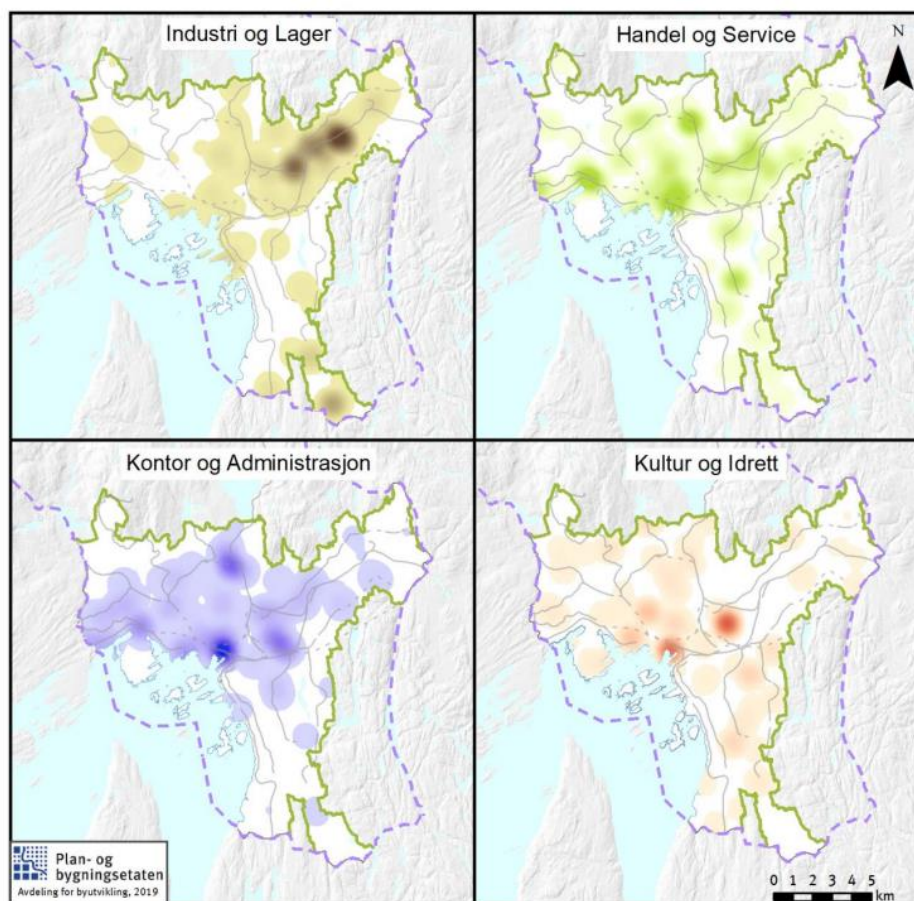 Industri og Lager
Handel og Service
N
Kontor og Administrasjon
Kultur og Idrett
Plan- og
bygningsetaten
Avdeling for byutvikling, 2019
0 1 2 3 4 5
km